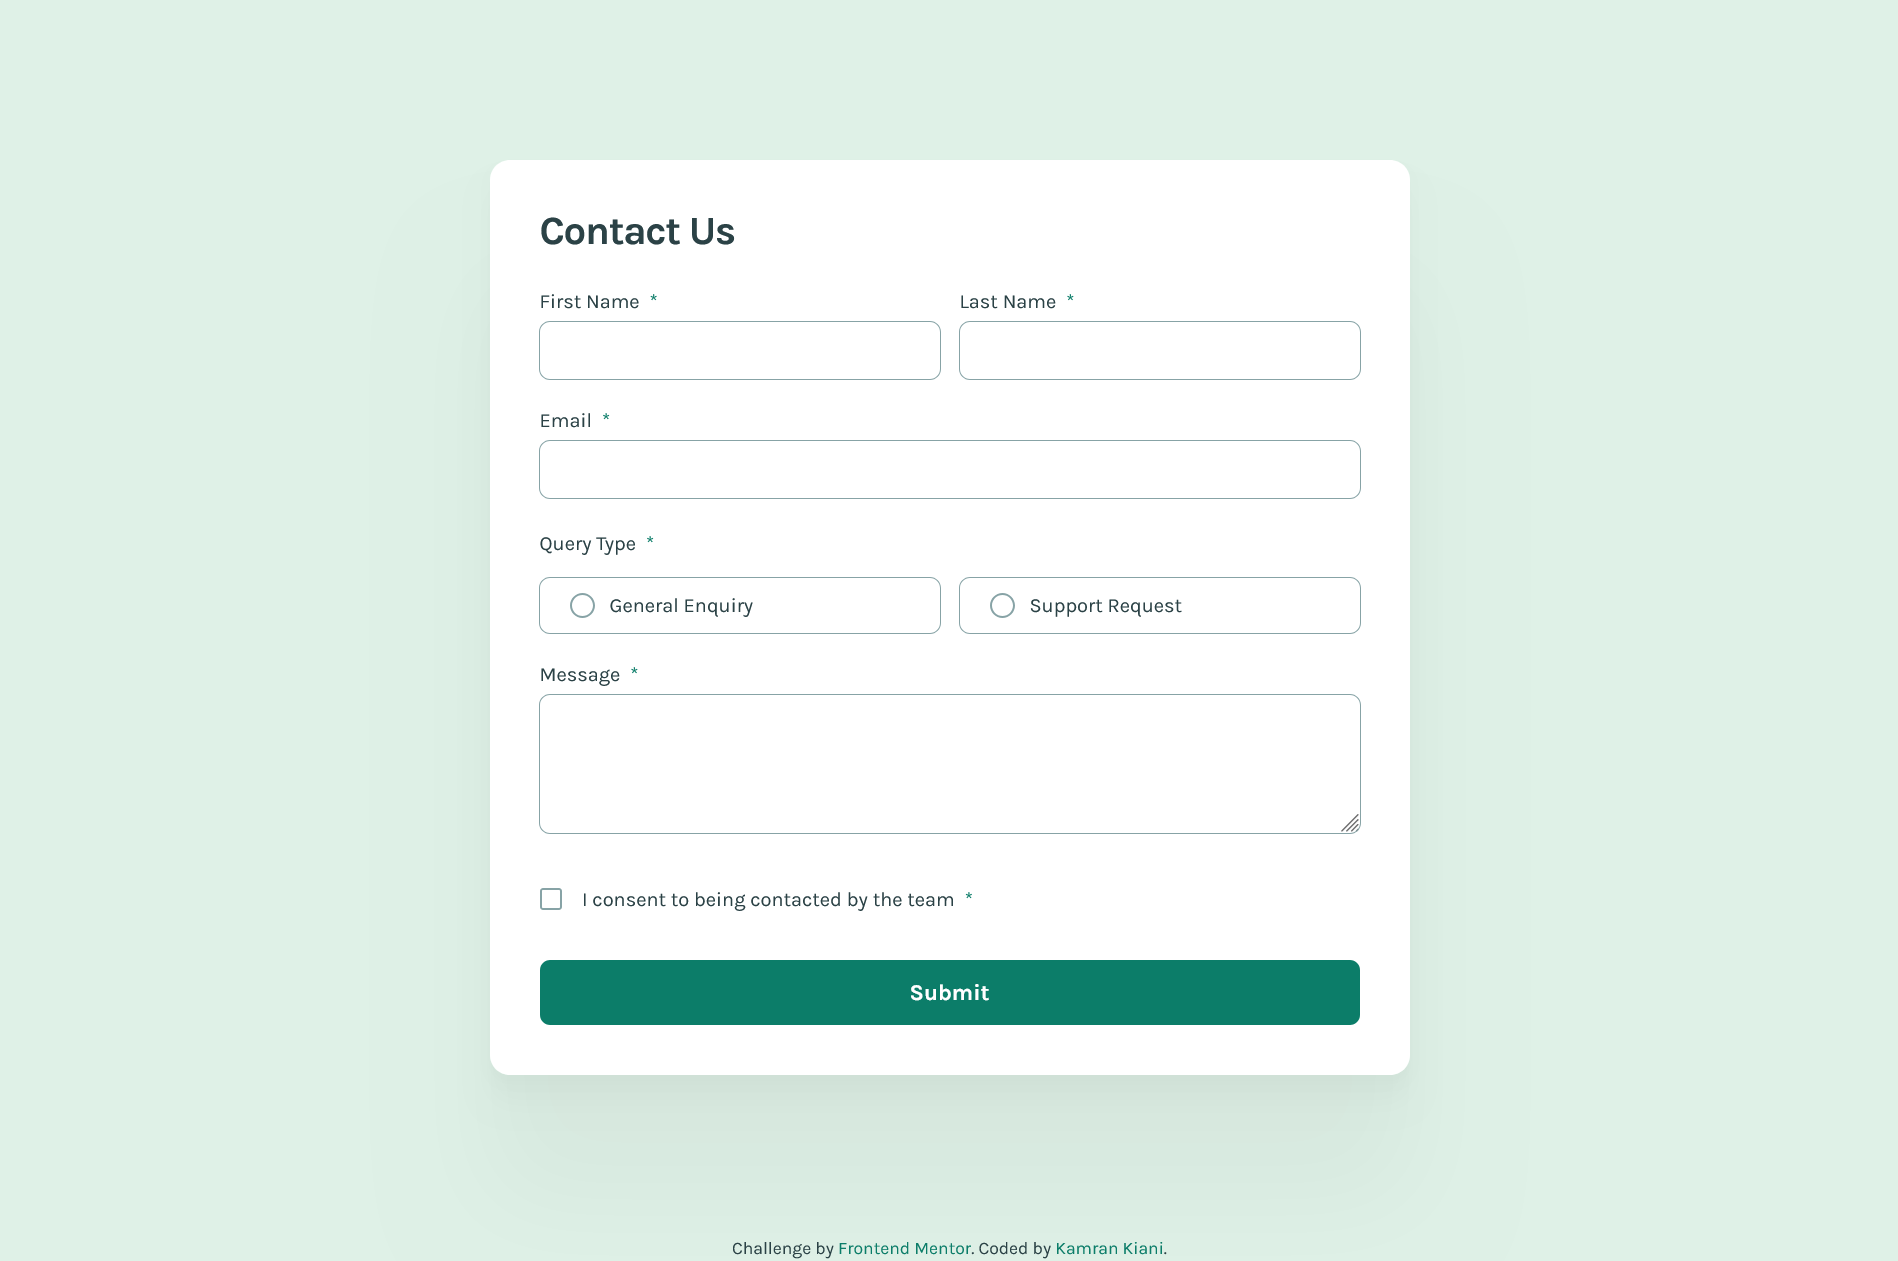 Contact Us
First Name *
Last Name *
Email *
Query Type *
General Enquiry
Support Request
Message *
I consent to being contacted by the team *
Submit
Challenge by Frontend Mentor. Coded by Kamran Kiani.